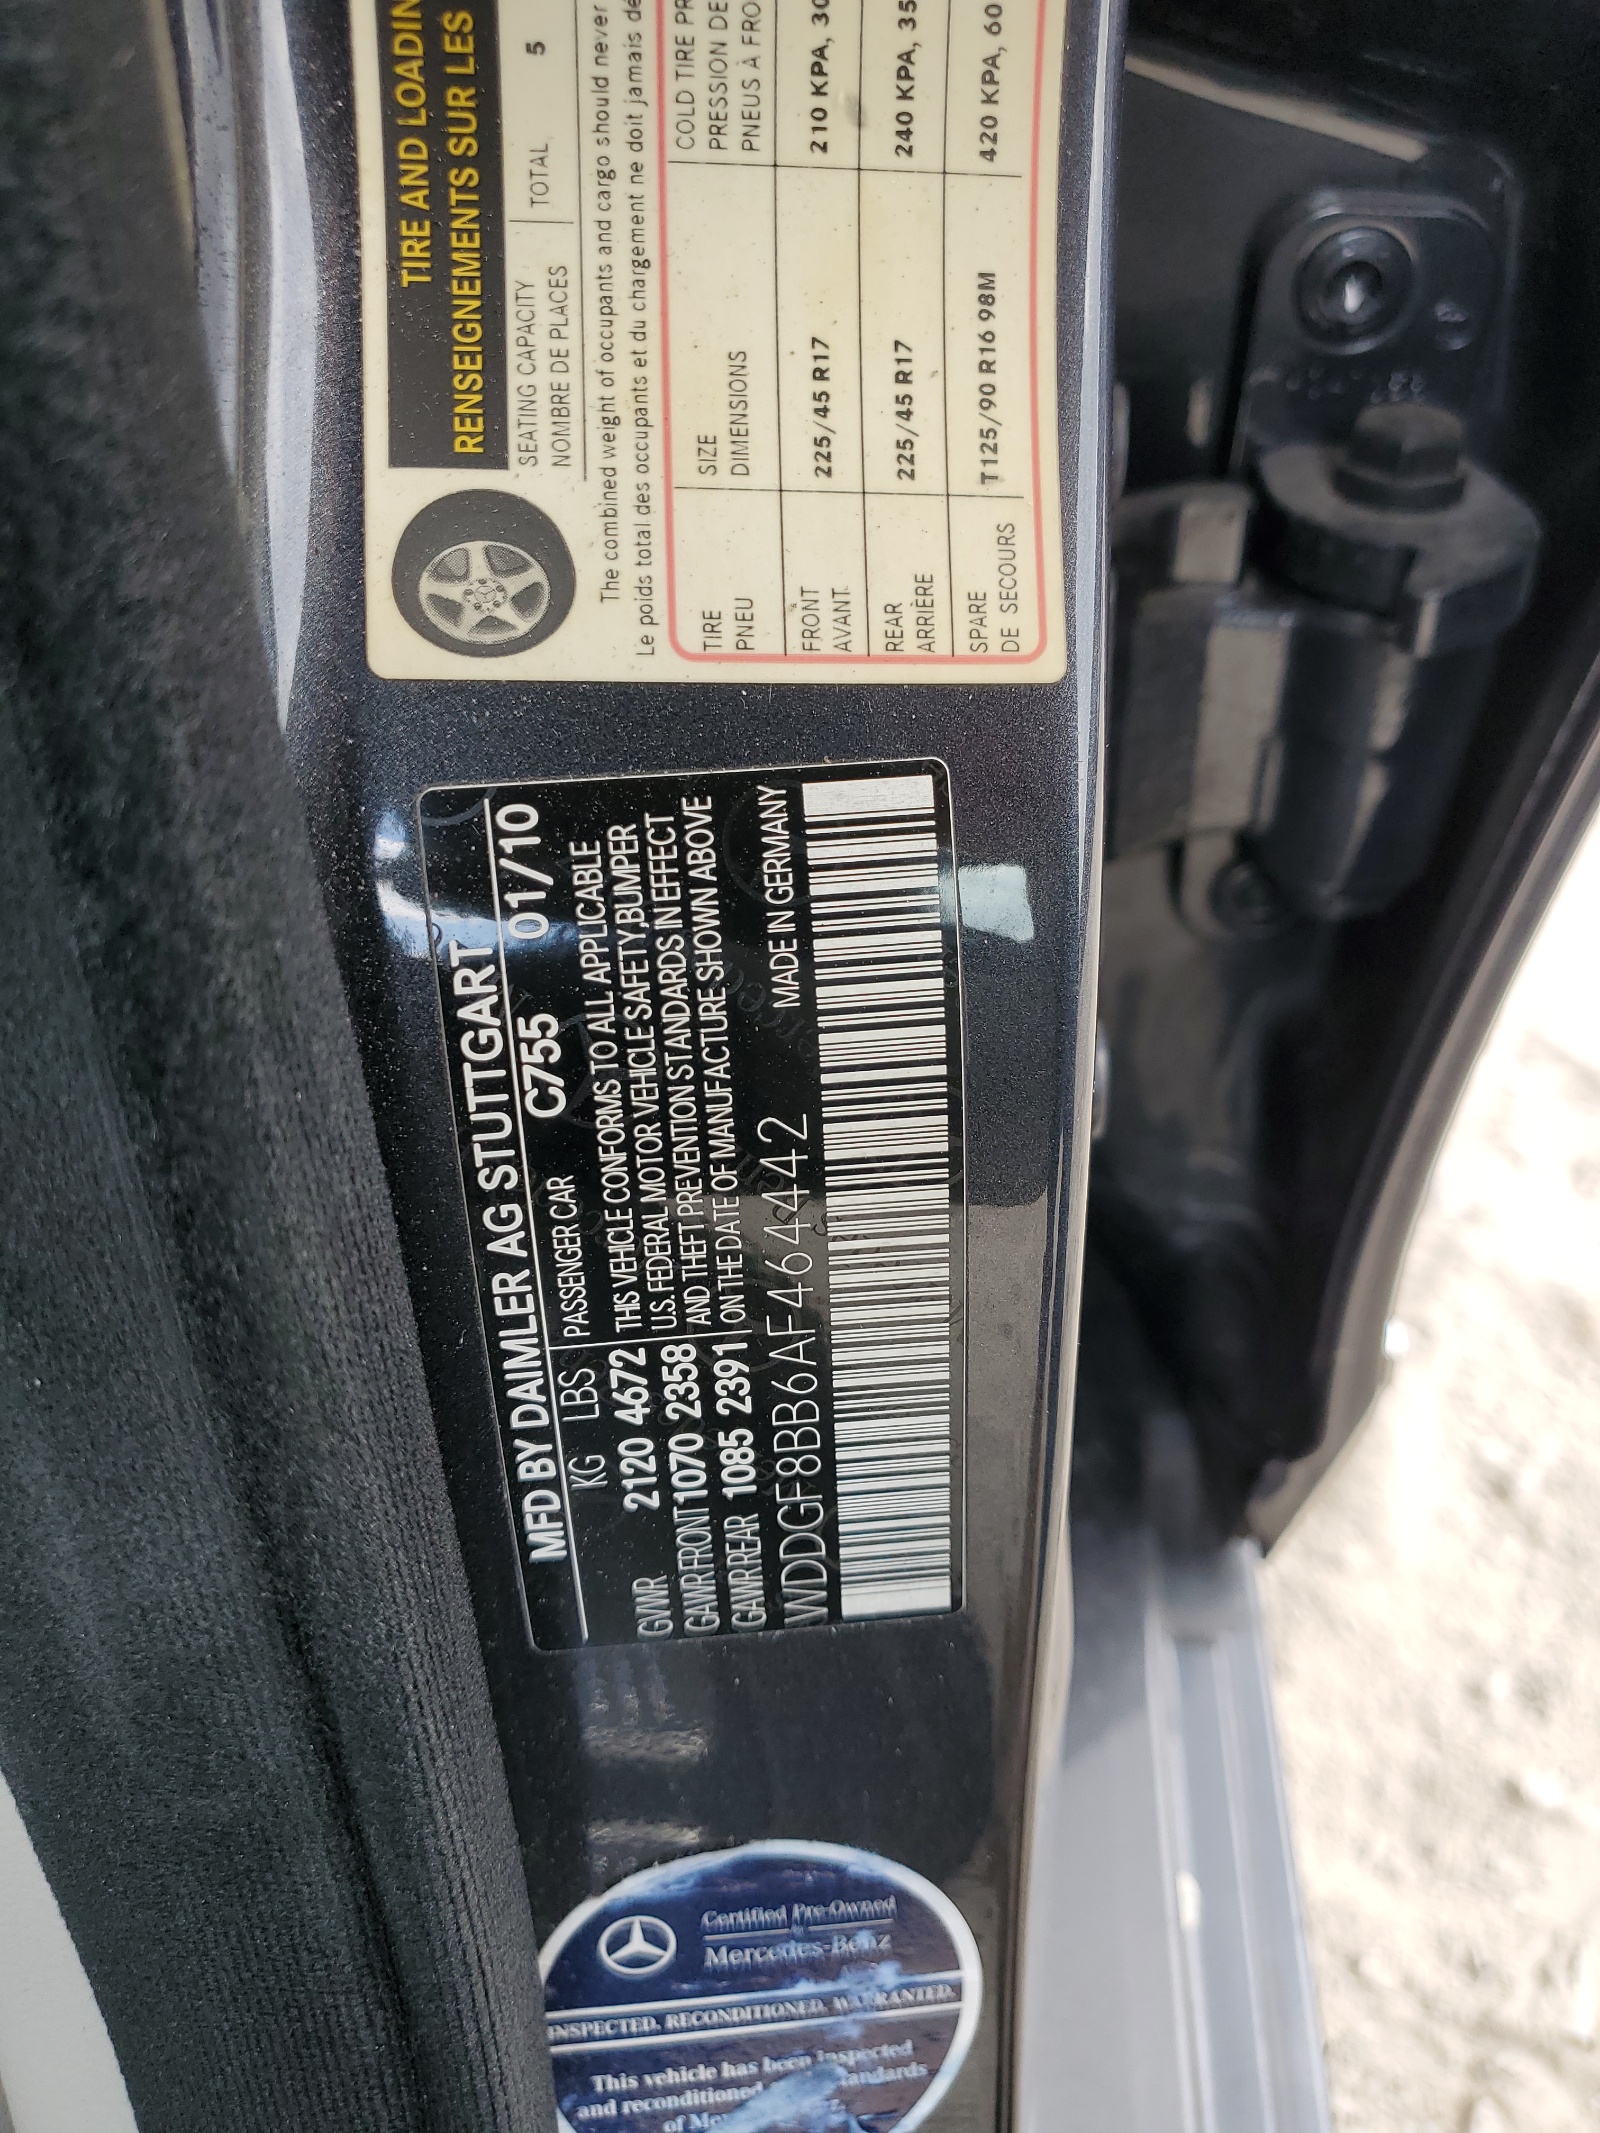 TIRE AND LOADIN
RENSEIGNEMENTS SUR LES
SEATING CAPACITY
NOMBRE DE PLACES
TOTAL 5
The combined weight of occupants and cargo should never
Le poids total des occupants et du chargement ne doit jamais dé
TIRE
PNEU
SIZE
DIMENSIONS
COLD TIRE PR
PRESSION DE
PNEUS À FRO
FRONT
AVANT
225/45 R17
210 KPA, 30
REAR
ARRIÈRE
225/45 R17
240 KPA, 35
SPARE
DE SECOURS
T125/90 R16 98M
420 KPA, 60
MFD BY DAIMLER AG STUTTGART
KG LBS PASSENGER CAR C755 01/10
GVWR 2120 4672 THIS VEHICLE CONFORMS TO ALL APPLICABLE
GAWR FRONT 1070 2358 U.S. FEDERAL MOTOR VEHICLE SAFETY, BUMPER
GAWR REAR 1085 2391 AND THEFT PREVENTION STANDARDS IN EFFECT
ON THE DATE OF MANUFACTURE SHOWN ABOVE
WDDGF8BB6AF464442 MADE IN GERMANY
Certified Pre-Owned
by
Mercedes-Benz
INSPECTED. RECONDITIONED. WARRANTED.
This vehicle has been inspected
and reconditioned
of